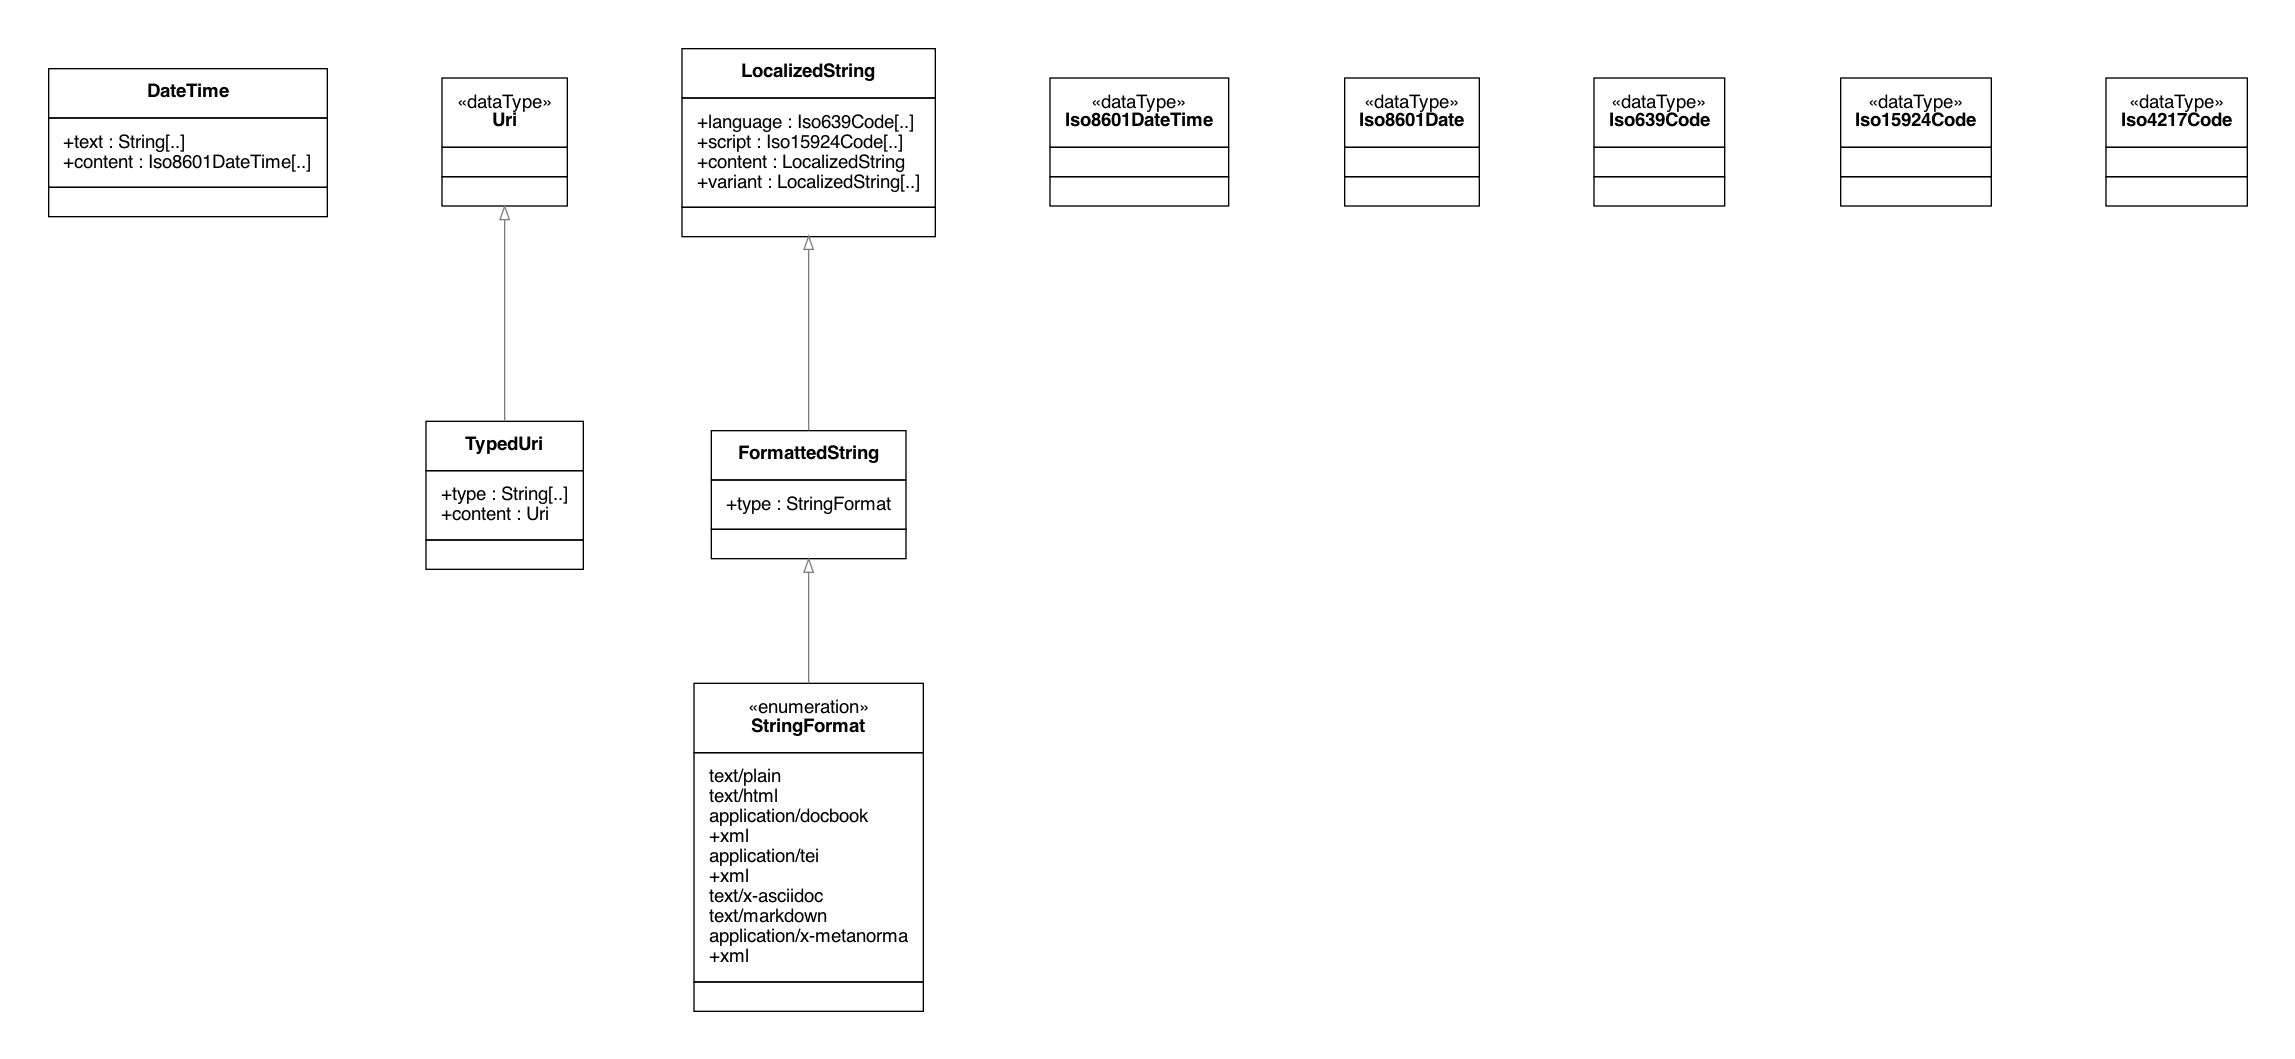 DateTime
+text : String[..]
+content : Iso8601DateTime[..]
«dataType»
Uri
LocalizedString
+language : Iso639Code[..]
+script : Iso15924Code[..]
+content : LocalizedString
+variant : LocalizedString[..]
«dataType»
Iso8601DateTime
«dataType»
Iso8601Date
«dataType»
Iso639Code
«dataType»
Iso15924Code
«dataType»
Iso4217Code
TypedUri
+type : String[..]
+content : Uri
FormattedString
+type : StringFormat
«enumeration»
StringFormat
text/plain
text/html
application/docbook
+xml
application/tei
+xml
text/x-asciidoc
text/markdown
application/x-metanorma
+xml